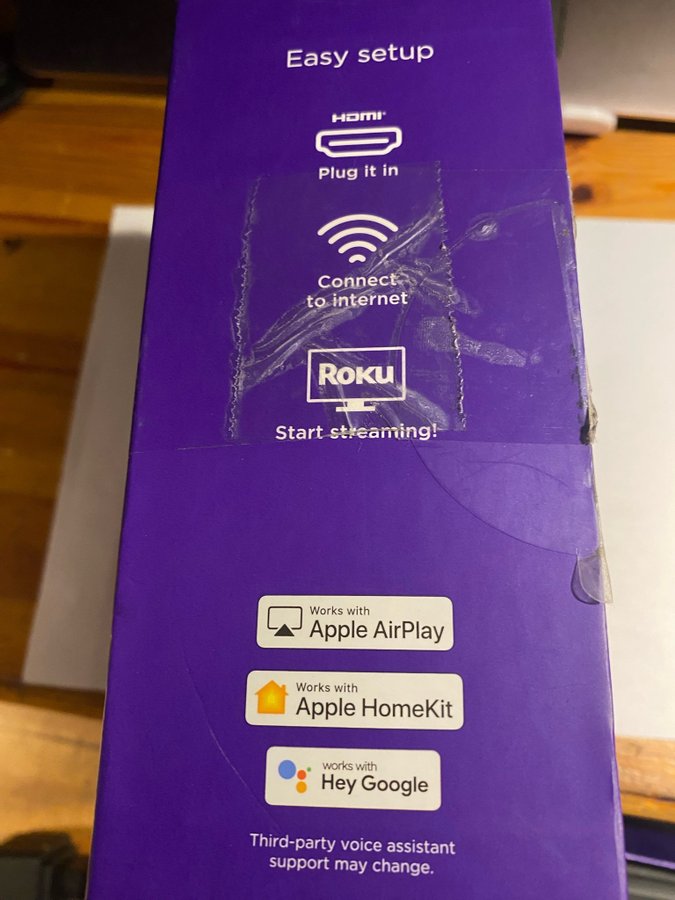 Easy setup
HDMI
Plug it in
Connect
to internet
Roku
Start streaming!
Works with
Apple AirPlay
Works with
Apple HomeKit
works with
Hey Google
Third-party voice assistant
support may change.